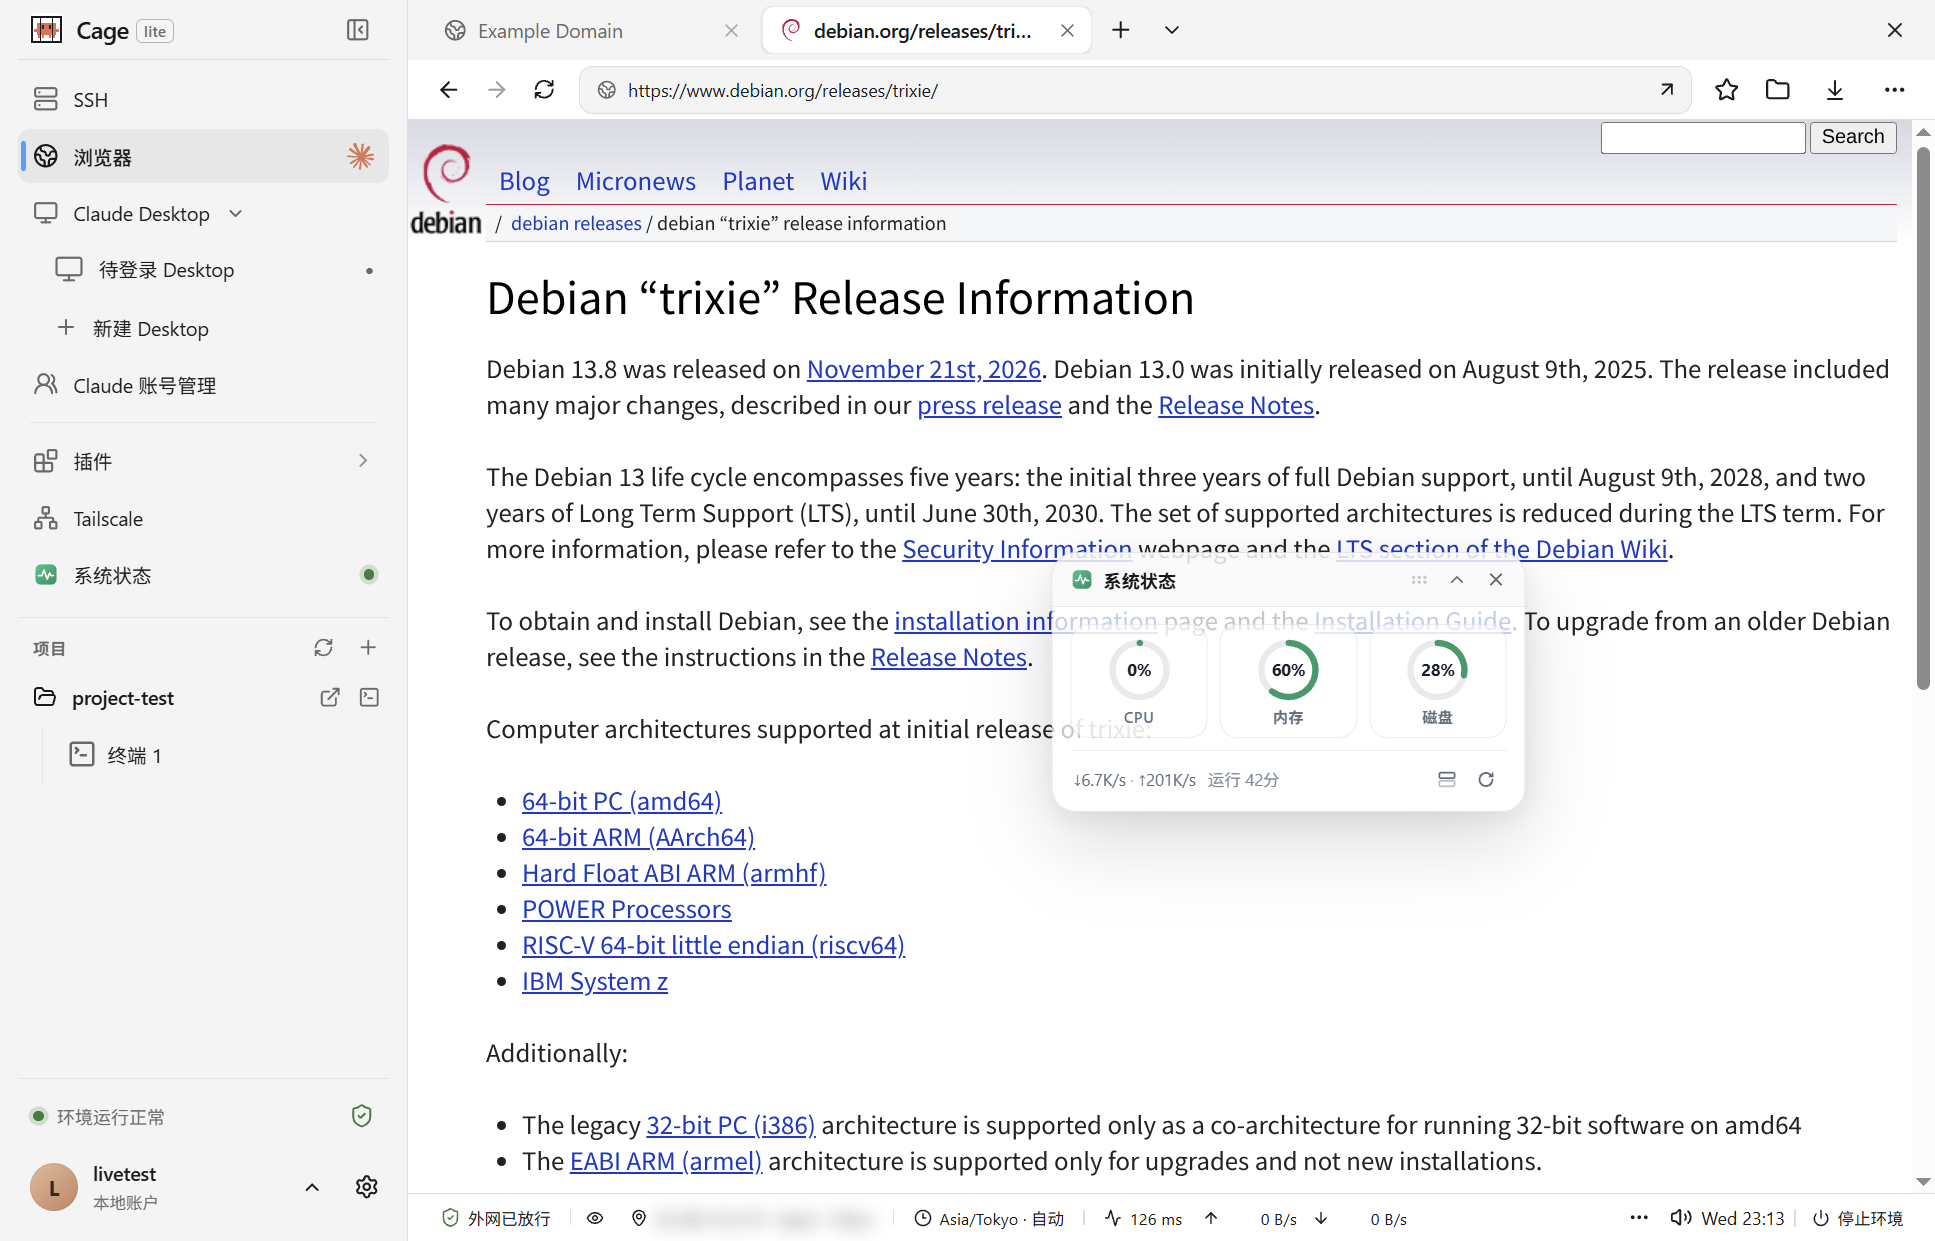 Cage lite
SSH
浏览器
Claude Desktop
待登录 Desktop
新建 Desktop
Claude 账号管理
插件
Tailscale
系统状态
项目
project-test
终端 1
环境运行正常
L
livetest
本地账户
Example Domain
debian.org/releases/tri...
https://www.debian.org/releases/trixie/
Search
debian
Blog Micronews Planet Wiki
/ debian releases / debian “trixie” release information
Debian “trixie” Release Information
Debian 13.8 was released on November 21st, 2026. Debian 13.0 was initially released on August 9th, 2025. The release included
many major changes, described in our press release and the Release Notes.
The Debian 13 life cycle encompasses five years: the initial three years of full Debian support, until August 9th, 2028, and two
years of Long Term Support (LTS), until June 30th, 2030. The set of supported architectures is reduced during the LTS term. For
more information, please refer to the Security Information webpage and the LTS section of the Debian Wiki.
To obtain and install Debian, see the installation information page and the Installation Guide. To upgrade from an older Debian
release, see the instructions in the Release Notes.
Computer architectures supported at initial release of trixie:
64-bit PC (amd64)
64-bit ARM (AArch64)
Hard Float ABI ARM (armhf)
POWER Processors
RISC-V 64-bit little endian (riscv64)
IBM System z
Additionally:
The legacy 32-bit PC (i386) architecture is supported only as a co-architecture for running 32-bit software on amd64
The EABI ARM (armel) architecture is supported only for upgrades and not new installations.
系统状态
0% 60% 28%
CPU 内存 磁盘
↓6.7K/s · ↑201K/s 运行 42分
外网已放行 Asia/Tokyo · 自动 126 ms ↑ 0 B/s ↓ 0 B/s ••• Wed 23:13 停止环境